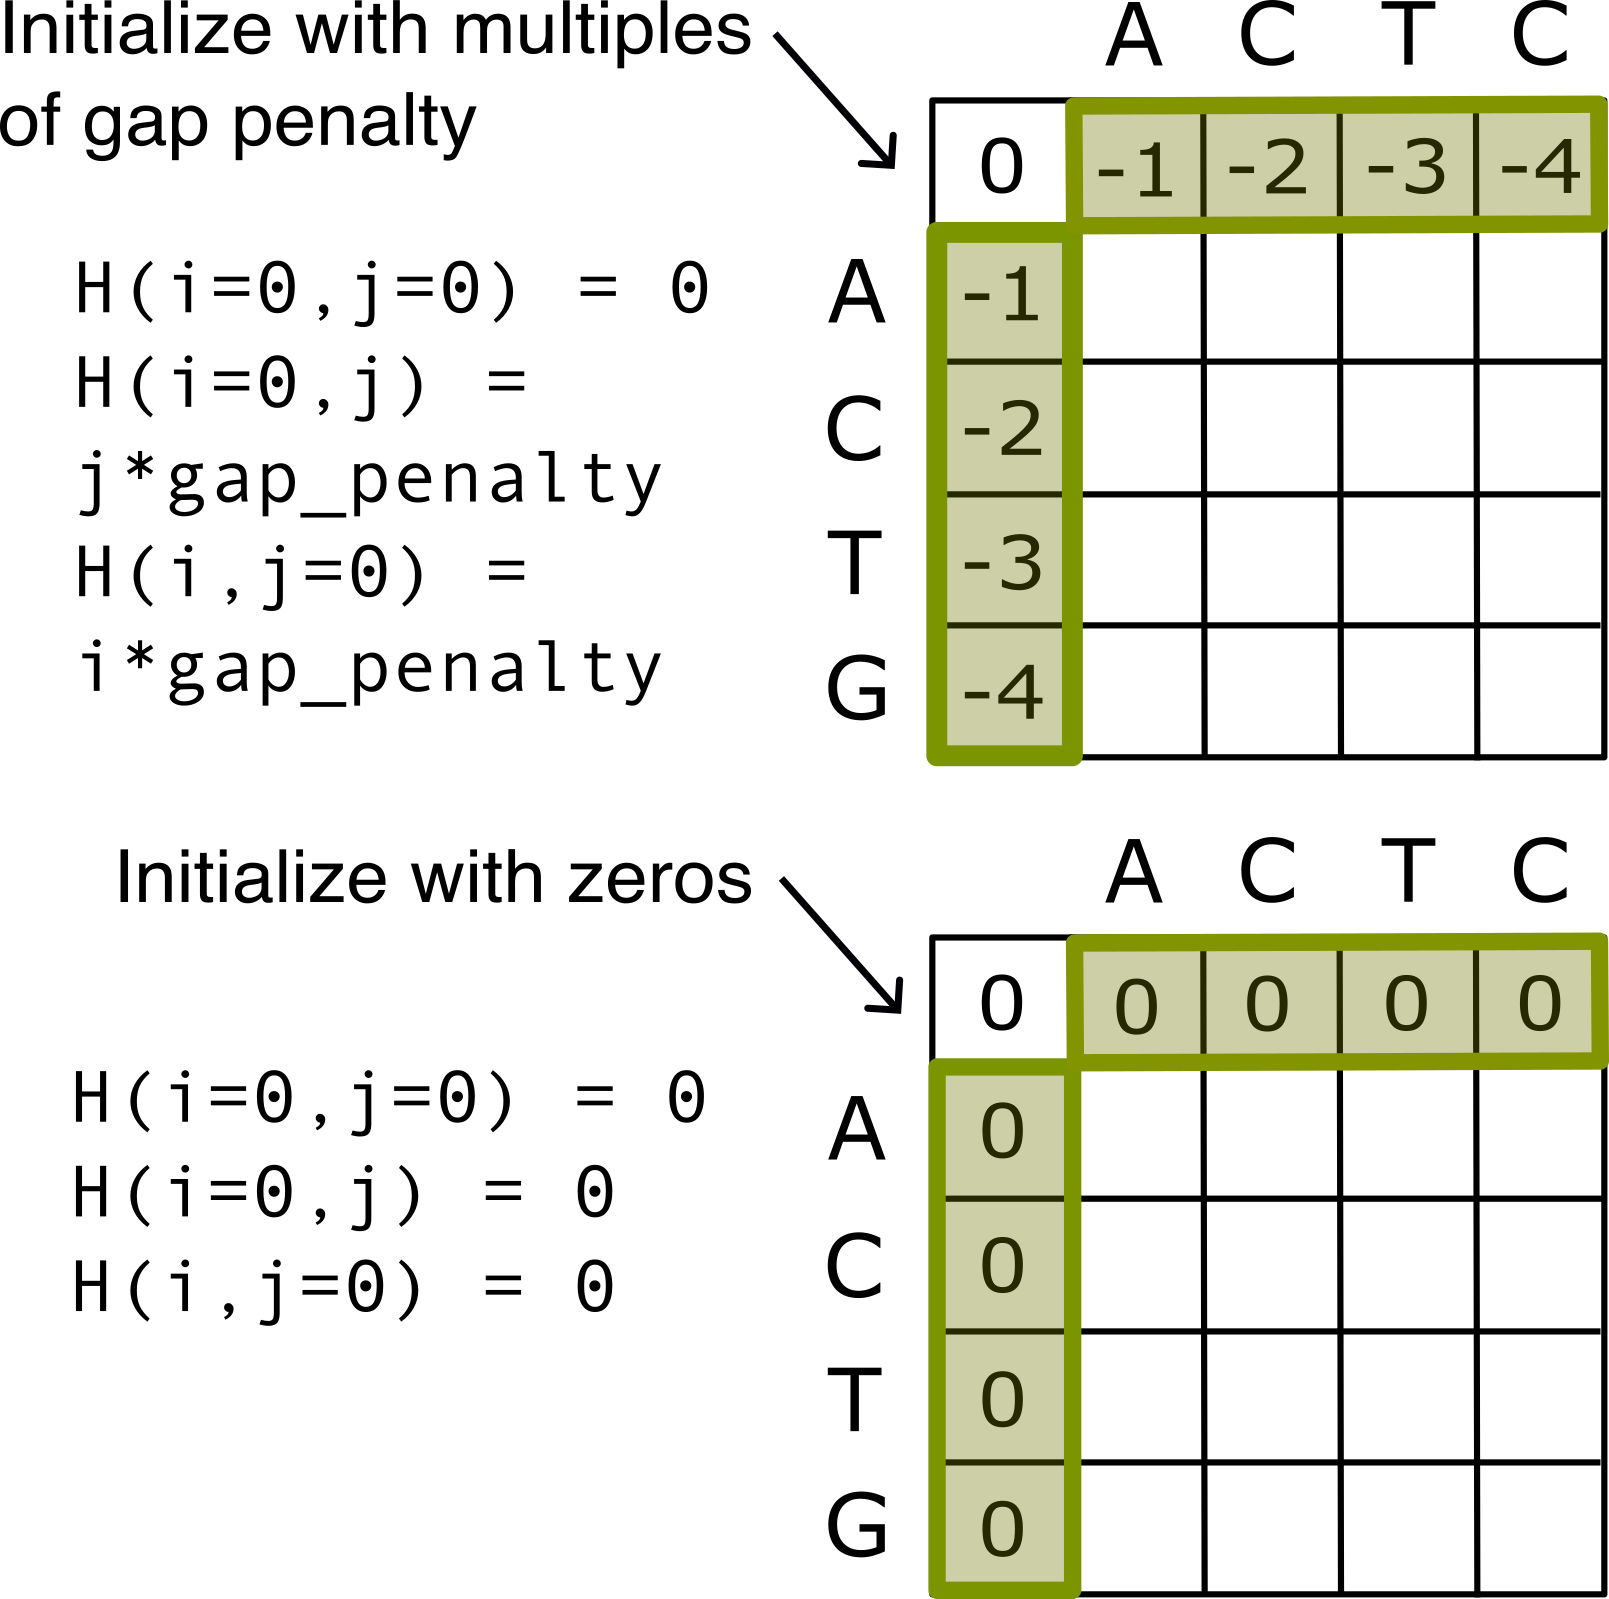 Initialize with multiples
of gap penalty
H(i=0,j=0) = 0
H(i=0,j) =
j*gap_penalty
H(i,j=0) =
i*gap_penalty
A C T C
0 -1 -2 -3 -4
A -1
C -2
T -3
G -4
Initialize with zeros
H(i=0,j=0) = 0
H(i=0,j) = 0
H(i,j=0) = 0
A C T C
0 0 0 0 0
A 0
C 0
T 0
G 0